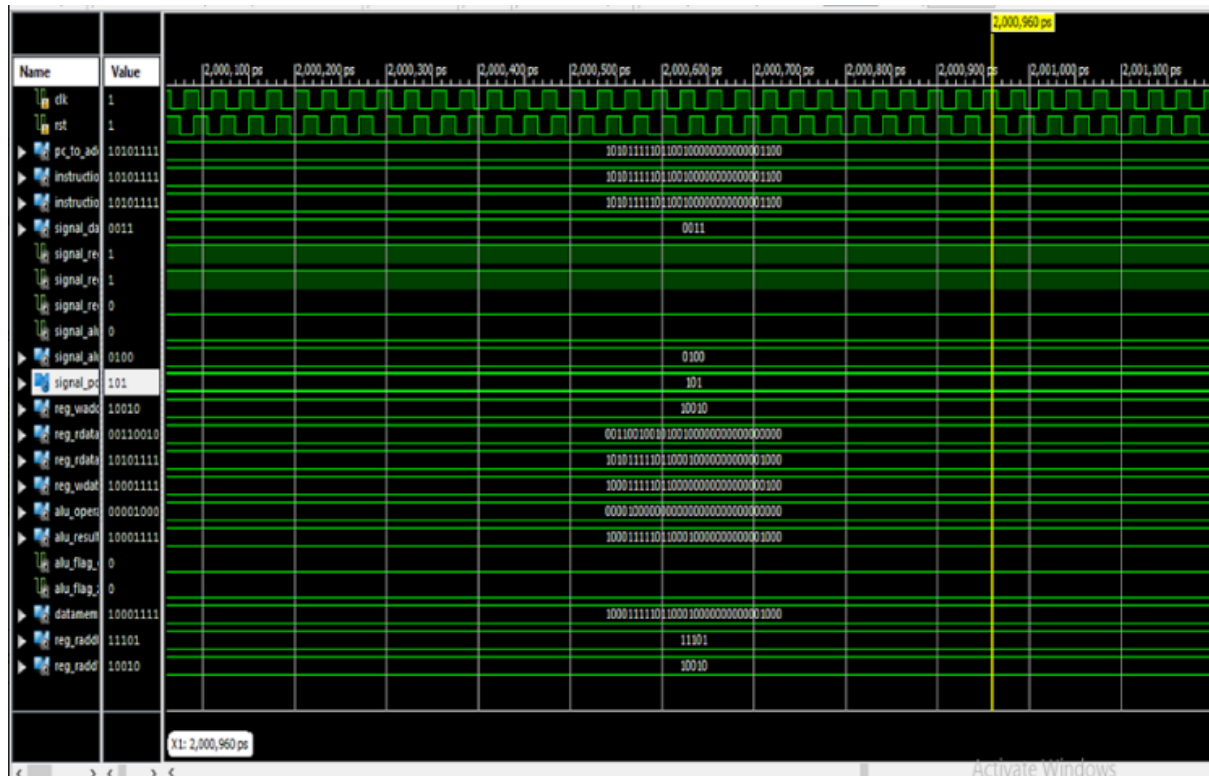 2,000,960 ps
Name Value 2,000,100 ps 2,000,200 ps 2,000,300 ps 2,000,400 ps 2,000,500 ps 2,000,600 ps 2,000,700 ps 2,000,800 ps 2,000,900 ps 2,001,000 ps 2,001,100 ps
clk 1
rst 1
pc_to_ad 10101111 10101111101100100000000000001100
instructio 10101111 10101111101100100000000000001100
instructio 10101111 10101111101100100000000000001100
signal_da 0011 0011
signal_re 1
signal_re 1
signal_re 0
signal_alu 0
signal_alu 0100 0100
signal_pc 101 101
reg_wadd 10010 10010
reg_rdata 00110010 00110010010100100000000000000000
reg_rdata 10101111 10101111101100010000000000001000
reg_wdat 10001111 10001111101100000000000000000100
alu_opera 00001000 00001000000000000000000000000000
alu_result 10001111 10001111101100010000000000001000
alu_flag_ 0
alu_flag_ 0
datamem 10001111 10001111101100010000000000001000
reg_radd 11101 11101
reg_radd 10010 10010
X1: 2,000,960 ps
Activate Windows